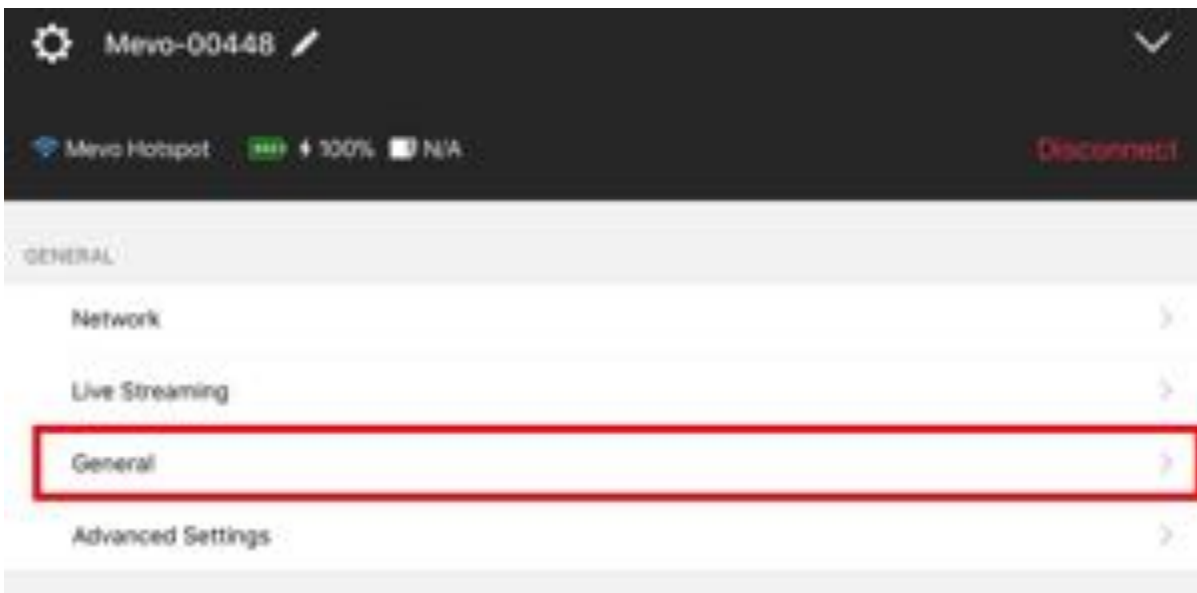 Mevo-00448
Mevo Hotspot 100% N/A Disconnect
GENERAL
Network
Live Streaming
General
Advanced Settings